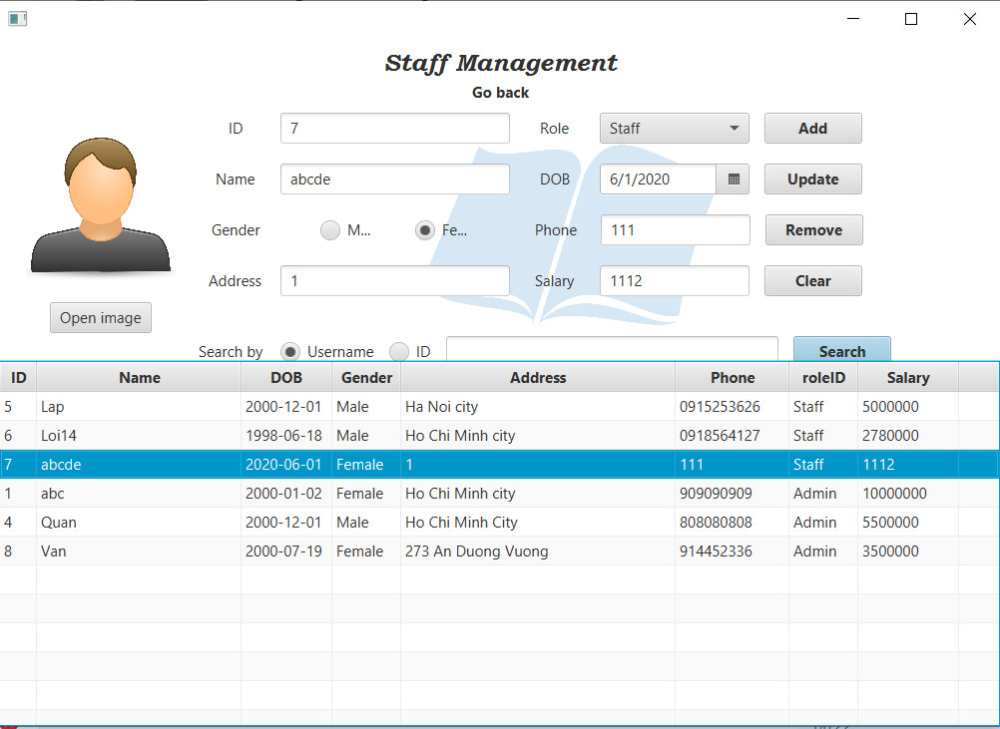 Staff Management
Go back
ID 7 Role Staff Add
Name abcde DOB 6/1/2020 Update
Gender M... Fe... Phone 111 Remove
Address 1 Salary 1112 Clear
Open image
Search by Username ID Search
ID Name DOB Gender Address Phone roleID Salary
5 Lap 2000-12-01 Male Ha Noi city 0915253626 Staff 5000000
6 Loi14 1998-06-18 Male Ho Chi Minh city 0918564127 Staff 2780000
7 abcde 2020-06-01 Female 1 111 Staff 1112
1 abc 2000-01-02 Female Ho Chi Minh city 909090909 Admin 10000000
4 Quan 2000-12-01 Male Ho Chi Minh City 808080808 Admin 5500000
8 Van 2000-07-19 Female 273 An Duong Vuong 914452336 Admin 3500000